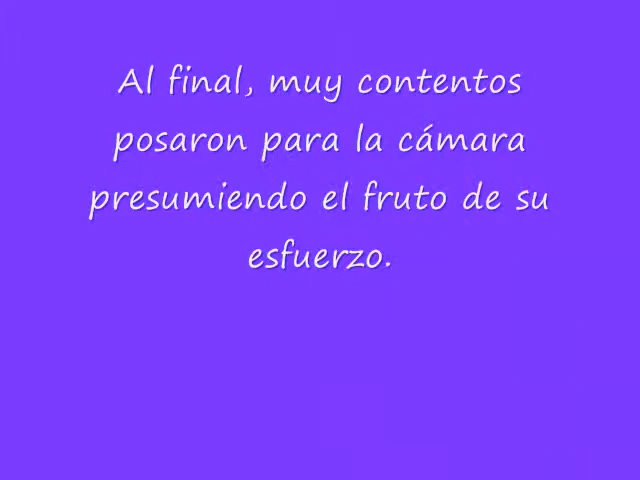 Al final, muy contentos
posaron para la cámara
presumiendo el fruto de su
esfuerzo.